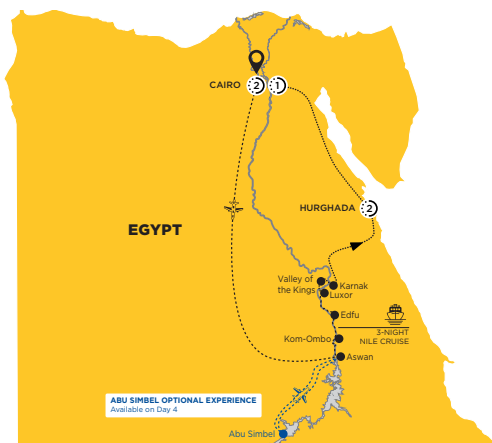 CAIRO
2
1
HURGHADA
2
EGYPT
Valley of
the Kings
Karnak
Luxor
Edfu
3-NIGHT
NILE CRUISE
Kom-Ombo
Aswan
ABU SIMBEL OPTIONAL EXPERIENCE
Available on Day 4
Abu Simbel